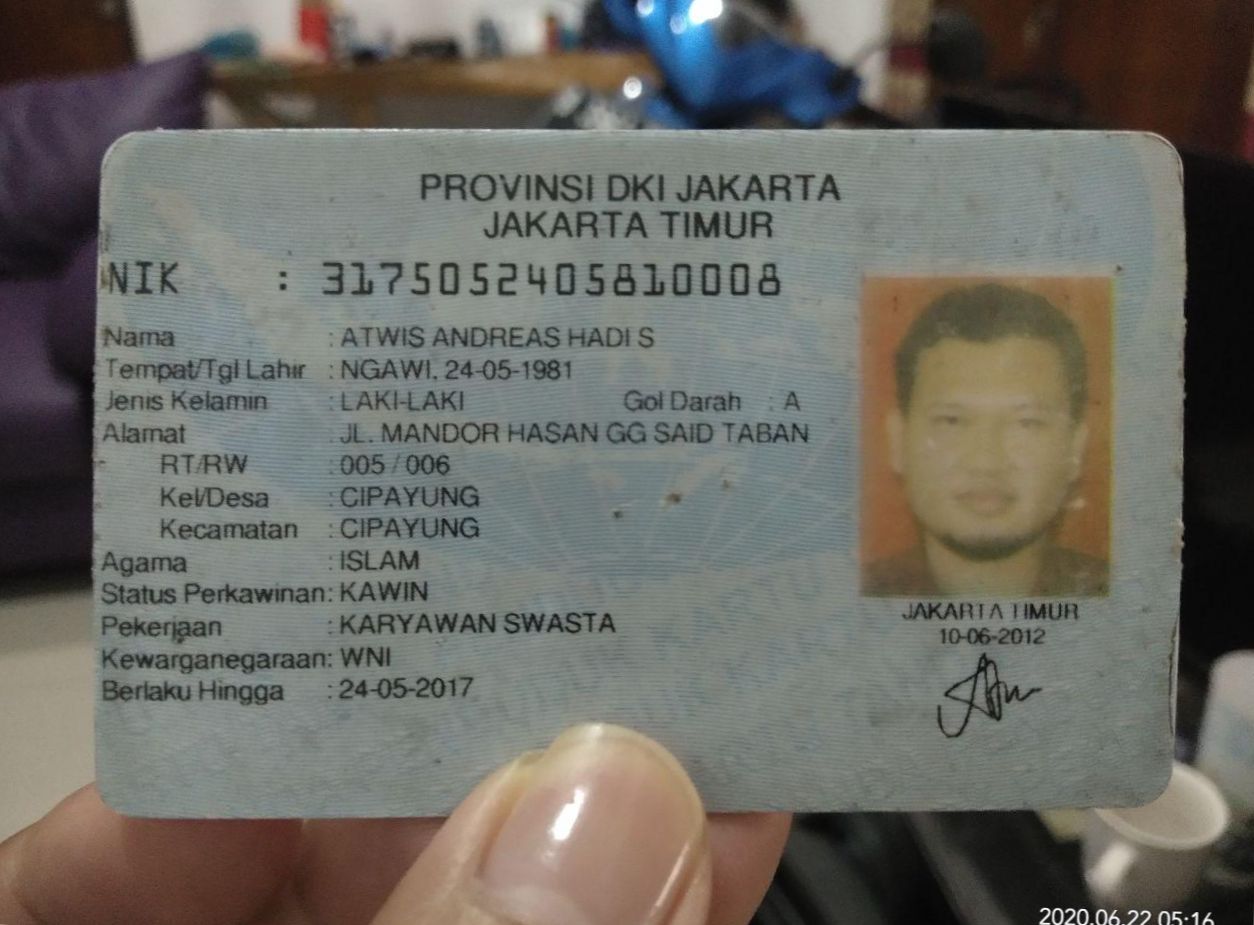 PROVINSI DKI JAKARTA
JAKARTA TIMUR
NIK : 3175052405810008
Nama : ATWIS ANDREAS HADI S
Tempat/Tgl Lahir : NGAWI, 24-05-1981
Jenis Kelamin : LAKI-LAKI Gol Darah : A
Alamat : JL. MANDOR HASAN GG SAID TABAN
RT/RW : 005 / 006
Kel/Desa : CIPAYUNG
Kecamatan : CIPAYUNG
Agama : ISLAM
Status Perkawinan: KAWIN
Pekerjaan : KARYAWAN SWASTA
Kewarganegaraan: WNI
Berlaku Hingga : 24-05-2017
JAKARTA TIMUR
10-06-2012
2020.06.22 05:16